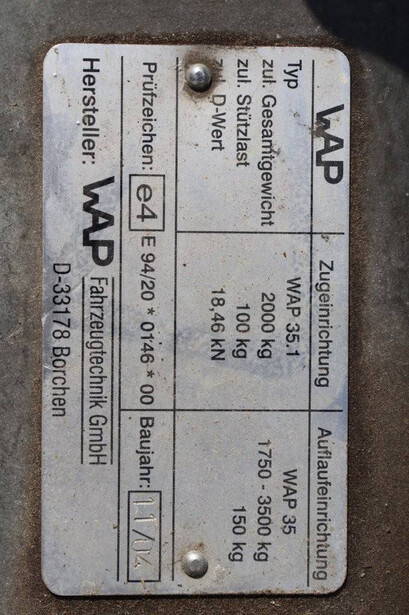 WAP Zugeinrichtung Auflaufeinrichtung
Typ WAP 35.1 WAP 35
zul. Gesamtgewicht 2000 kg 1750 - 3500 kg
zul. Stützlast 100 kg 150 kg
zul. D-Wert 18,46 kN
Prüfzeichen: e4 E 94/20 * 0146 * 00 Baujahr: 11/04
Hersteller: WAP Fahrzeugtechnik GmbH
D-33178 Borchen